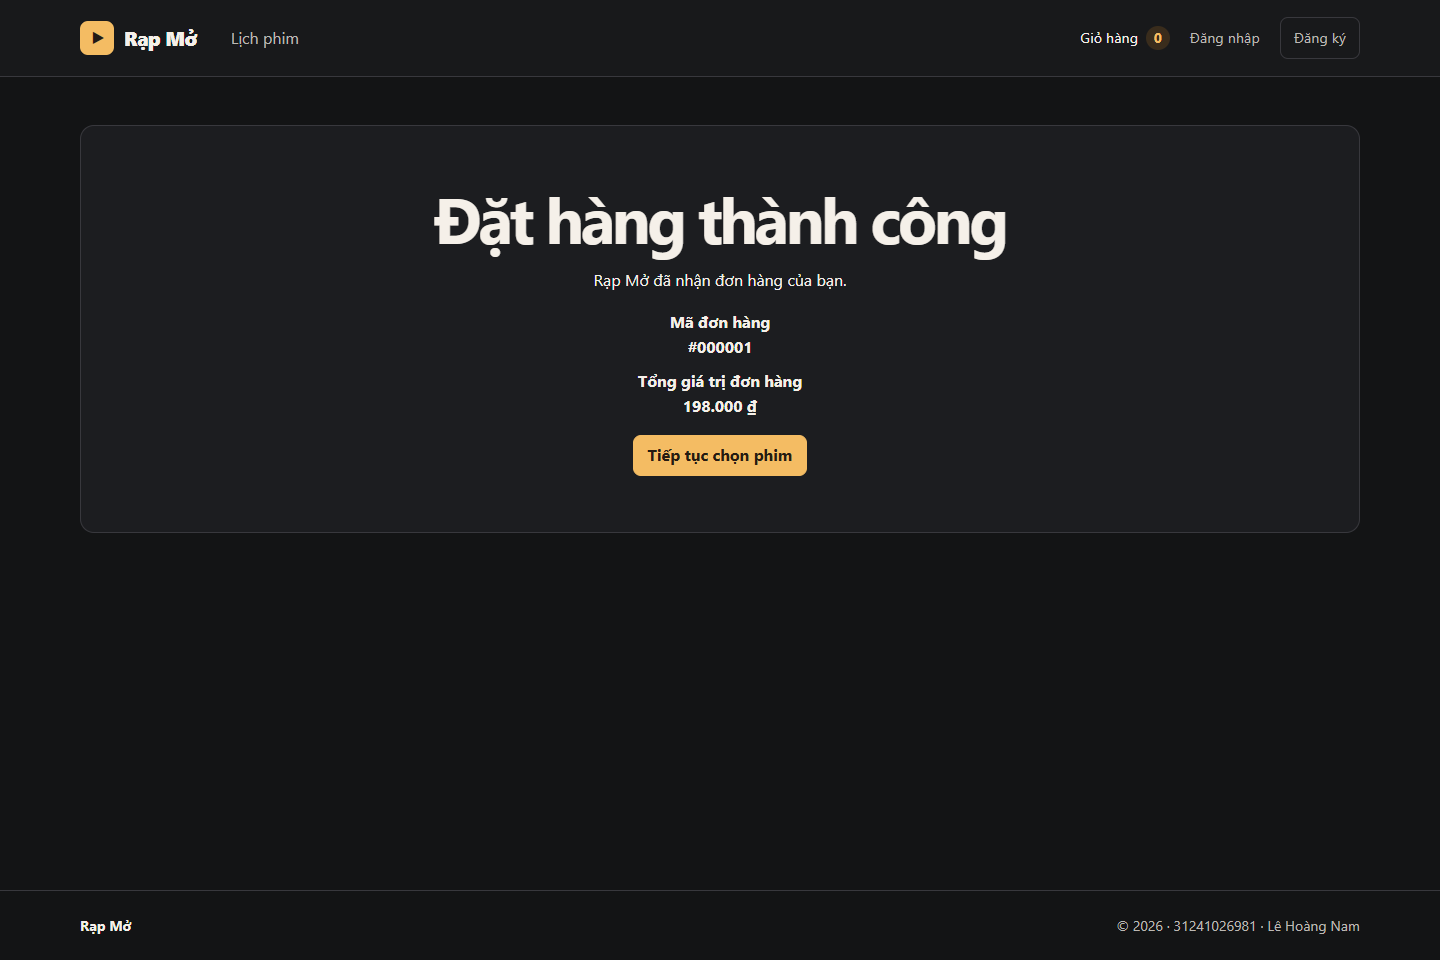 Rạp Mở
Lịch phim
Giỏ hàng 0
Đăng nhập
Đăng ký
Đặt hàng thành công
Rạp Mở đã nhận đơn hàng của bạn.
Mã đơn hàng
#000001
Tổng giá trị đơn hàng
198.000 ₫
Tiếp tục chọn phim
Rạp Mở
© 2026 · 31241026981 · Lê Hoàng Nam